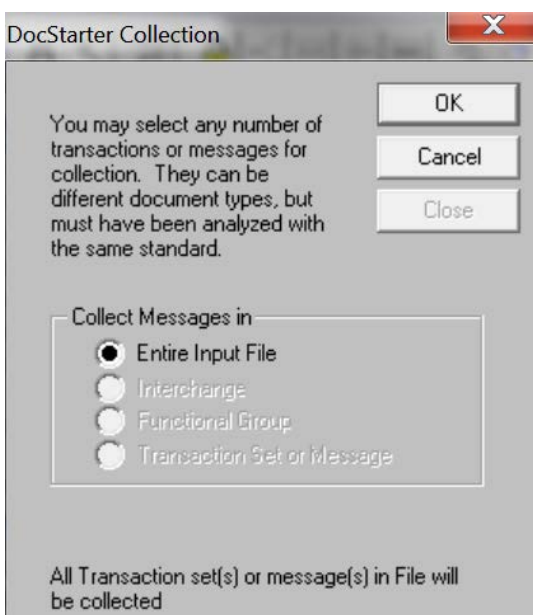 DocStarter Collection
X
OK
You may select any number of
transactions or messages for
collection. They can be
different document types, but
must have been analyzed with
the same standard.
Cancel
Close
Collect Messages in
Entire Input File
Interchange
Functional Group
Transaction Set or Message
All Transaction set(s) or message(s) in File will
be collected